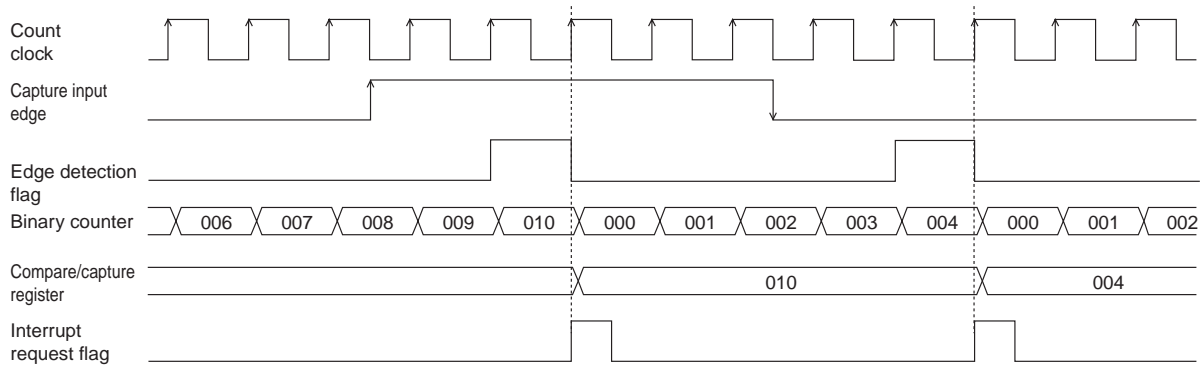 Count
clock
Capture input
edge
Edge detection
flag
Binary counter 006 007 008 009 010 000 001 002 003 004 000 001 002
Compare/capture
register 010 004
Interrupt
request flag